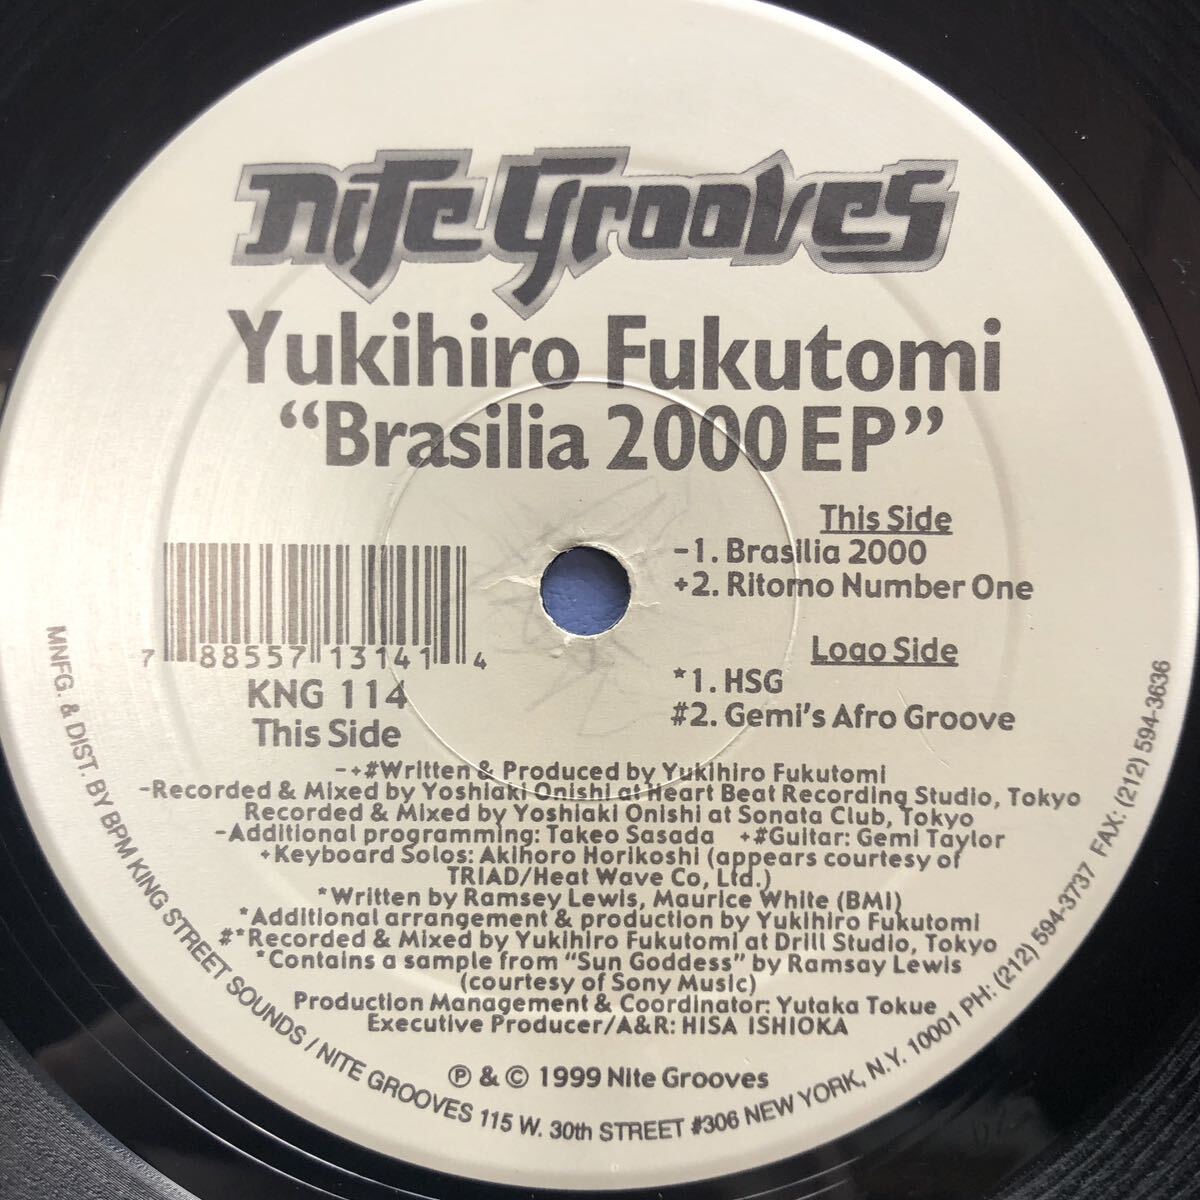 Nite Grooves
Yukihiro Fukutomi
“Brasilia 2000 EP”
This Side
-1. Brasilia 2000
+2. Ritomo Number One
Logo Side
*1. HSG
#2. Gemi's Afro Groove
7 88557 13141 4
KNG 114
This Side
-+#Written & Produced by Yukihiro Fukutomi
-Recorded & Mixed by Yoshiaki Onishi at Heart Beat Recording Studio, Tokyo
Recorded & Mixed by Yoshiaki Onishi at Sonata Club, Tokyo
-Additional programming: Takeo Sasada +#Guitar: Gemi Taylor
+Keyboard Solos: Akihoro Horikoshi (appears courtesy of
TRIAD/Heat Wave Co, Ltd.)
*Written by Ramsey Lewis, Maurice White (BMI)
*Additional arrangement & production by Yukihiro Fukutomi
#*Recorded & Mixed by Yukihiro Fukutomi at Drill Studio, Tokyo
*Contains a sample from “Sun Goddess” by Ramsay Lewis
(courtesy of Sony Music)
Production Management & Coordinator: Yutaka Tokue
Executive Producer/A&R: HISA ISHIOKA
℗ & © 1999 Nite Grooves
MNFG. & DIST. BY BPM KING STREET SOUNDS / NITE GROOVES 115 W. 30th STREET #306 NEW YORK, N.Y. 10001 PH: (212) 594-3737 FAX: (212) 594-3636